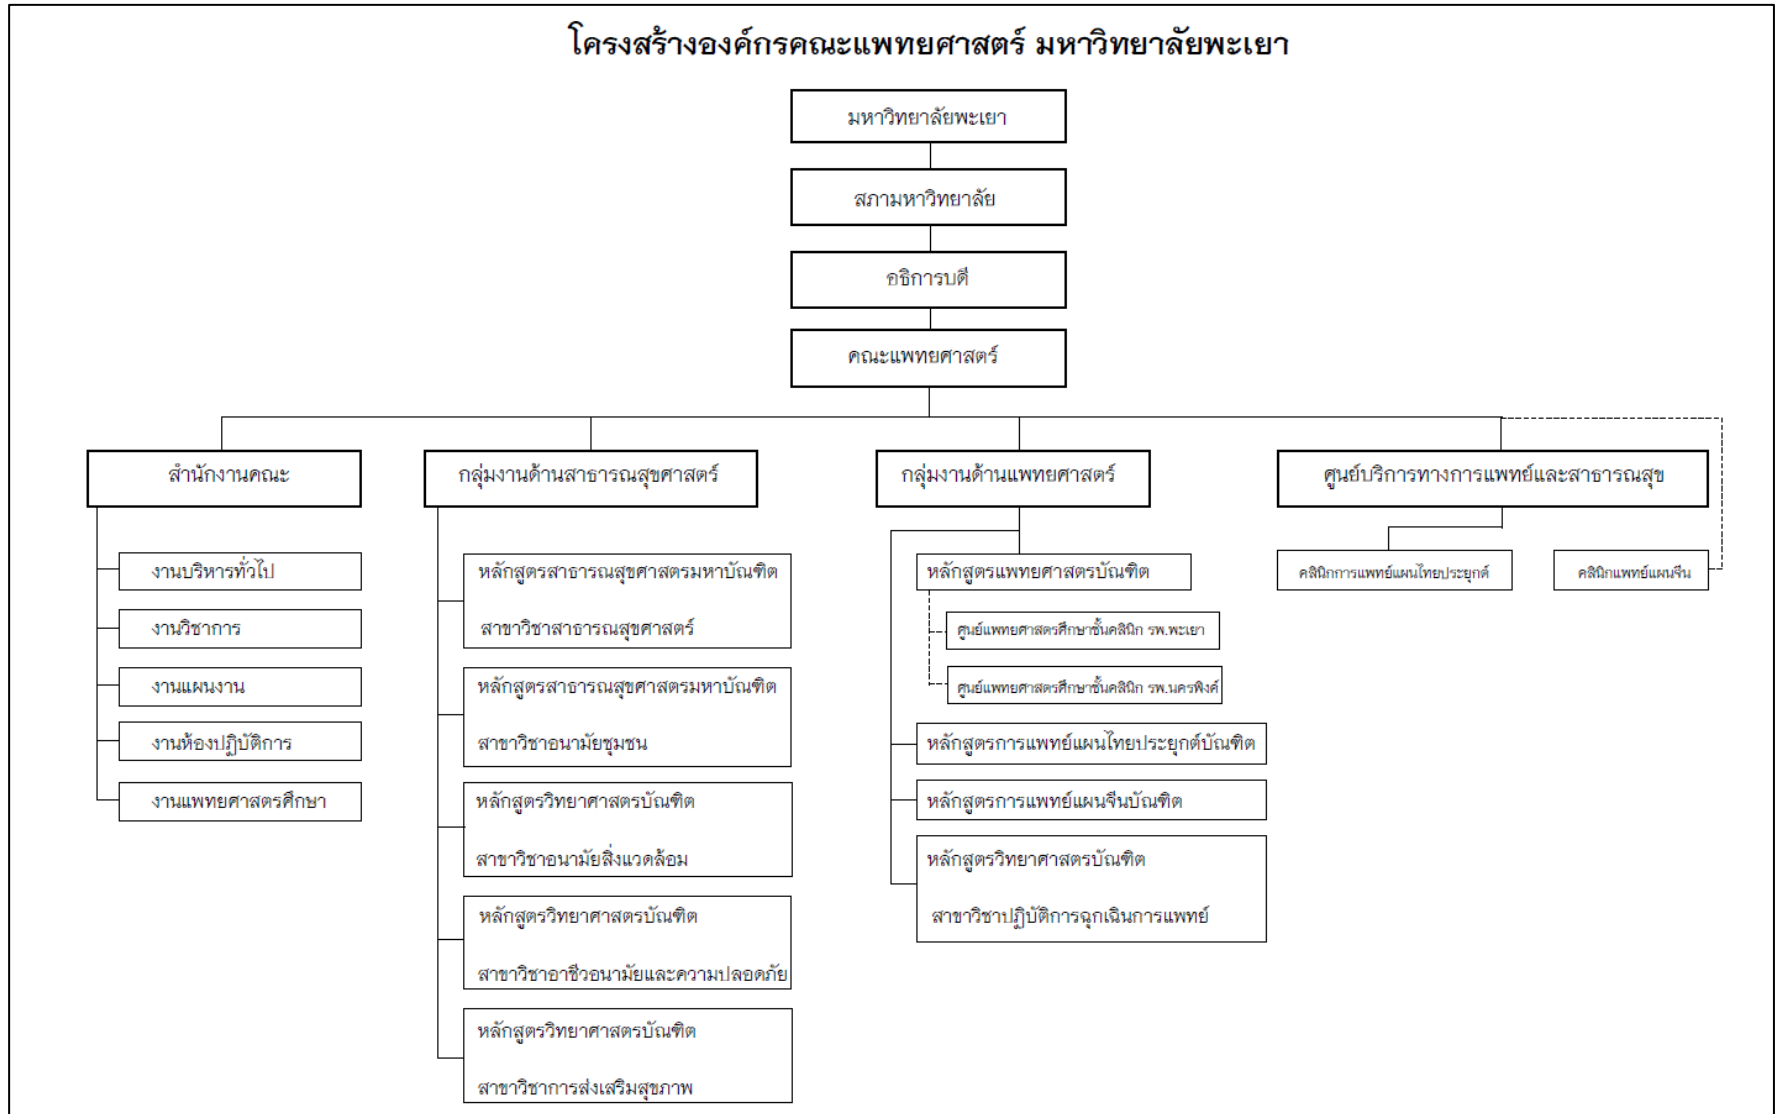 โครงสร้างองค์กรคณะแพทยศาสตร์ มหาวิทยาลัยพะเยา
มหาวิทยาลัยพะเยา
สภามหาวิทยาลัย
อธิการบดี
คณะแพทยศาสตร์
สำนักงานคณะ
งานบริหารทั่วไป
งานวิชาการ
งานแผนงาน
งานห้องปฏิบัติการ
งานแพทยศาสตรศึกษา
กลุ่มงานด้านสาธารณสุขศาสตร์
หลักสูตรสาธารณสุขศาสตรมหาบัณฑิต
สาขาวิชาสาธารณสุขศาสตร์
หลักสูตรสาธารณสุขศาสตรมหาบัณฑิต
สาขาวิชาอนามัยชุมชน
หลักสูตรวิทยาศาสตรบัณฑิต
สาขาวิชาอนามัยสิ่งแวดล้อม
หลักสูตรวิทยาศาสตรบัณฑิต
สาขาวิชาอาชีวอนามัยและความปลอดภัย
หลักสูตรวิทยาศาสตรบัณฑิต
สาขาวิชาการส่งเสริมสุขภาพ
กลุ่มงานด้านแพทยศาสตร์
หลักสูตรแพทยศาสตรบัณฑิต
ศูนย์แพทยศาสตรศึกษาชั้นคลินิก รพ.พะเยา
ศูนย์แพทยศาสตรศึกษาชั้นคลินิก รพ.นครพิงค์
หลักสูตรการแพทย์แผนไทยประยุกต์บัณฑิต
หลักสูตรการแพทย์แผนจีนบัณฑิต
หลักสูตรวิทยาศาสตรบัณฑิต
สาขาวิชาปฏิบัติการฉุกเฉินการแพทย์
ศูนย์บริการทางการแพทย์และสาธารณสุข
คลินิกการแพทย์แผนไทยประยุกต์
คลินิกแพทย์แผนจีน